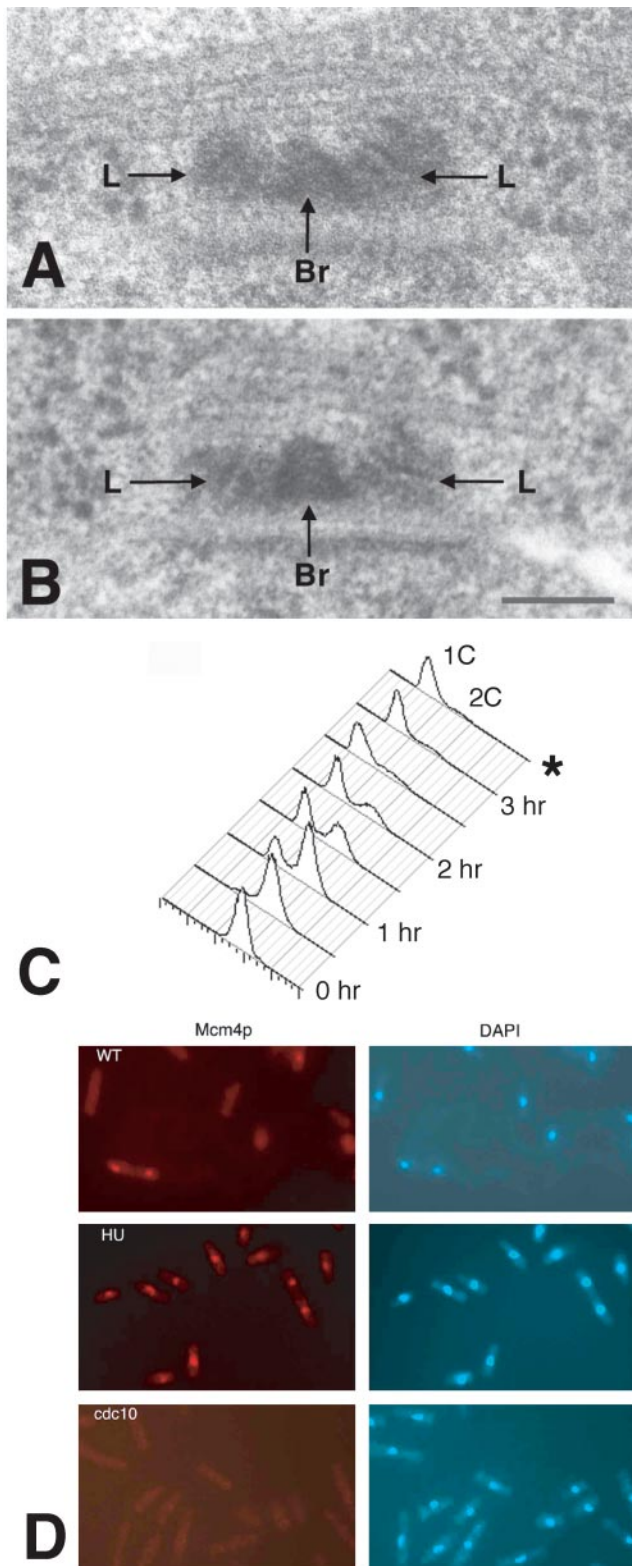 L L
Br
A
L L
Br
B
1C
2C
*
3 hr
2 hr
1 hr
0 hr
C
Mcm4p DAPI
WT
HU
cdc10
D